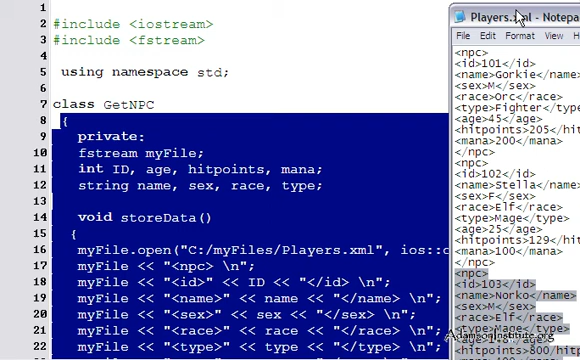 1
2 #include <iostream>
3 #include <fstream>
4
5 using namespace std;
6
7 class GetNPC
8 {
9 private:
10 fstream myFile;
11 int ID, age, hitpoints, mana;
12 string name, sex, race, type;
13
14 void storeData()
15 {
16 myFile.open("C:/myFiles/Players.xml", ios::c
17 myFile << "<npc> \n";
18 myFile << "<id>" << ID << "</id> \n";
19 myFile << "<name>" << name << "</name> \n";
20 myFile << "<sex>" << sex << "</sex> \n";
21 myFile << "<race>" << race << "</race> \n";
22 myFile << "<type>" << type << "</type> \n";
Players.xml - Notepa
File Edit Format View H
<npc>
<id>101</id>
<name>Gorkie</name>
<sex>M</sex>
<race>Orc</race>
<type>Fighter</type>
<age>45</age>
<hitpoints>205</hitp
<mana>200</mana>
</npc>
<npc>
<id>102</id>
<name>Stella</name>
<sex>F</sex>
<race>Elf</race>
<type>Mage</type>
<age>25</age>
<hitpoints>129</hitp
<mana>100</mana>
</npc>
<npc>
<id>103</id>
<name>Norko</name>
<sex>M</sex>
<race>Elf</race>
<type>Mage</type>